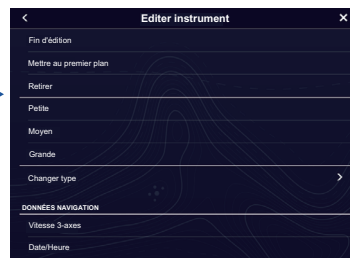 Editer instrument
Fin d'édition
Mettre au premier plan
Retirer
Petite
Moyen
Grande
Changer type
DONNÉES NAVIGATION
Vitesse 3-axes
Date/Heure